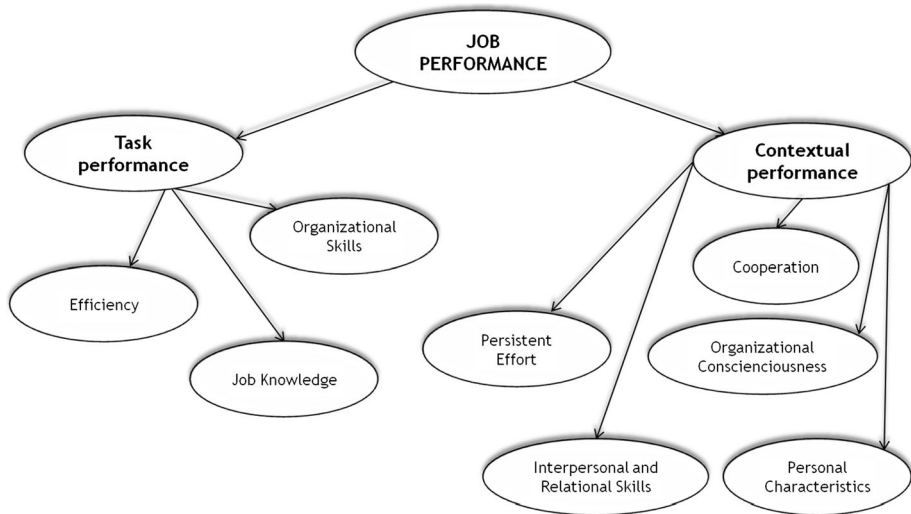 JOB
PERFORMANCE
Task
performance
Contextual
performance
Organizational
Skills
Cooperation
Efficiency
Persistent
Effort
Organizational
Conscienciousness
Job Knowledge
Interpersonal and
Relational Skills
Personal
Characteristics